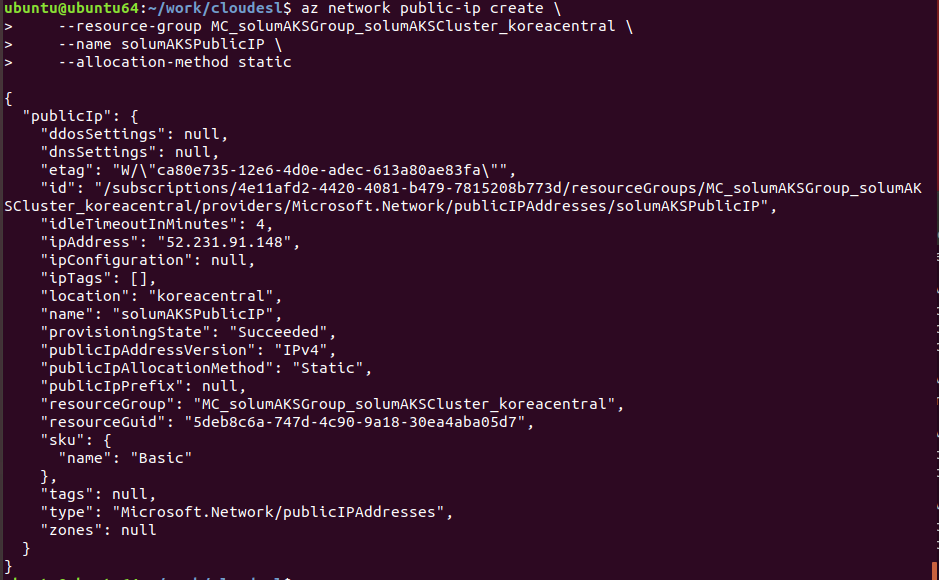 ubuntu@ubuntu64:~/work/cloudesl$ az network public-ip create \
>     --resource-group MC_solumAKSGroup_solumAKSCluster_koreacentral \
>     --name solumAKSPublicIP \
>     --allocation-method static
{
  "publicIp": {
    "ddosSettings": null,
    "dnsSettings": null,
    "etag": "W/\"ca80e735-12e6-4d0e-adec-613a80ae83fa\"",
    "id": "/subscriptions/4e11afd2-4420-4081-b479-7815208b773d/resourceGroups/MC_solumAKSGroup_solumAK
SCluster_koreacentral/providers/Microsoft.Network/publicIPAddresses/solumAKSPublicIP",
    "idleTimeoutInMinutes": 4,
    "ipAddress": "52.231.91.148",
    "ipConfiguration": null,
    "ipTags": [],
    "location": "koreacentral",
    "name": "solumAKSPublicIP",
    "provisioningState": "Succeeded",
    "publicIpAddressVersion": "IPv4",
    "publicIpAllocationMethod": "Static",
    "publicIpPrefix": null,
    "resourceGroup": "MC_solumAKSGroup_solumAKSCluster_koreacentral",
    "resourceGuid": "5deb8c6a-747d-4c90-9a18-30ea4aba05d7",
    "sku": {
      "name": "Basic"
    },
    "tags": null,
    "type": "Microsoft.Network/publicIPAddresses",
    "zones": null
  }
}